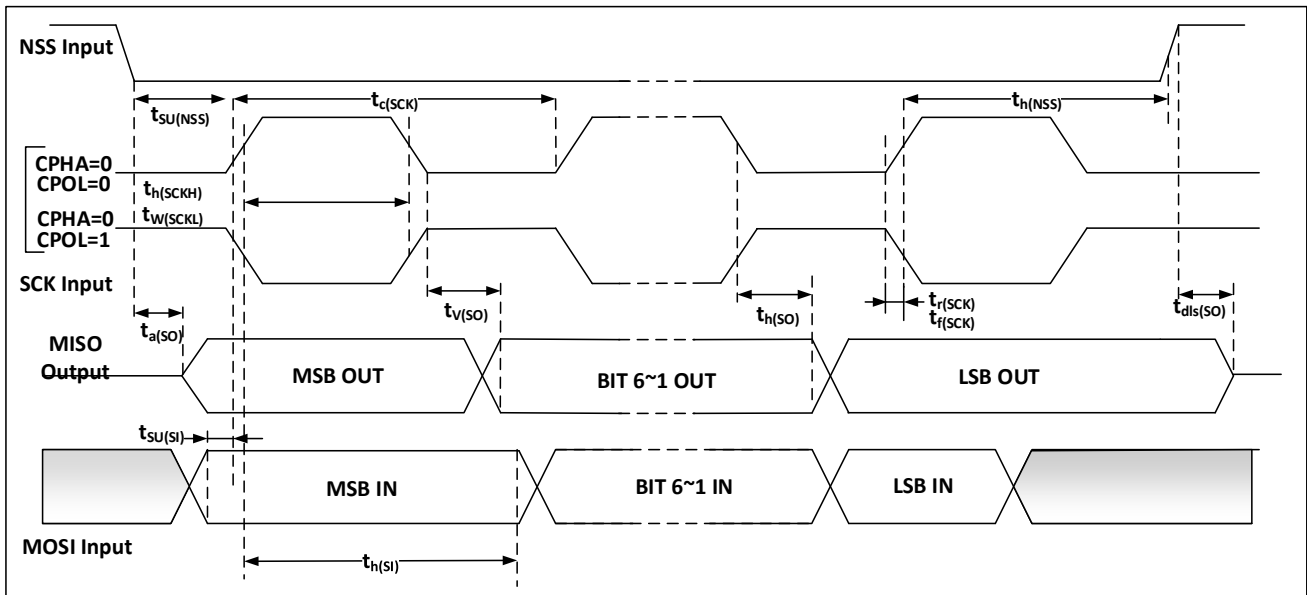 NSS Input
tSU(NSS)
tc(SCK)
th(NSS)
CPHA=0
CPOL=0
th(SCKH)
CPHA=0
tW(SCKL)
CPOL=1
SCK Input
ta(SO)
tV(SO)
th(SO)
tr(SCK)
tf(SCK)
tdIs(SO)
MISO
Output
MSB OUT
BIT 6~1 OUT
LSB OUT
tSU(SI)
MSB IN
BIT 6~1 IN
LSB IN
MOSI Input
th(SI)